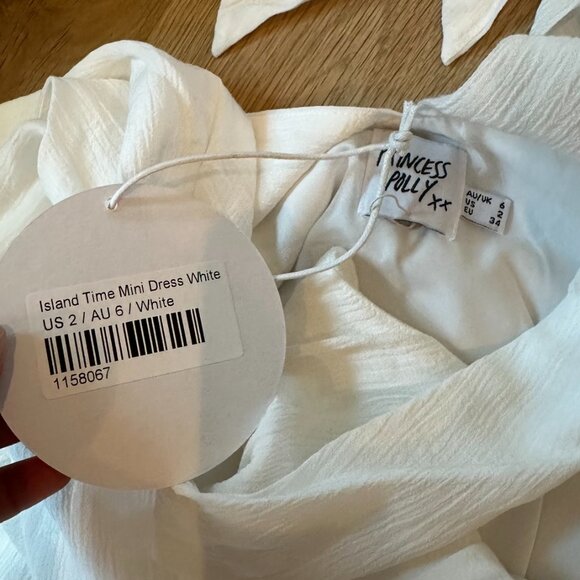 Island Time Mini Dress White
US 2 / AU 6 / White
1158067
PRINCESS
POLLY
xx
AU/UK 6
US 2
EU 34